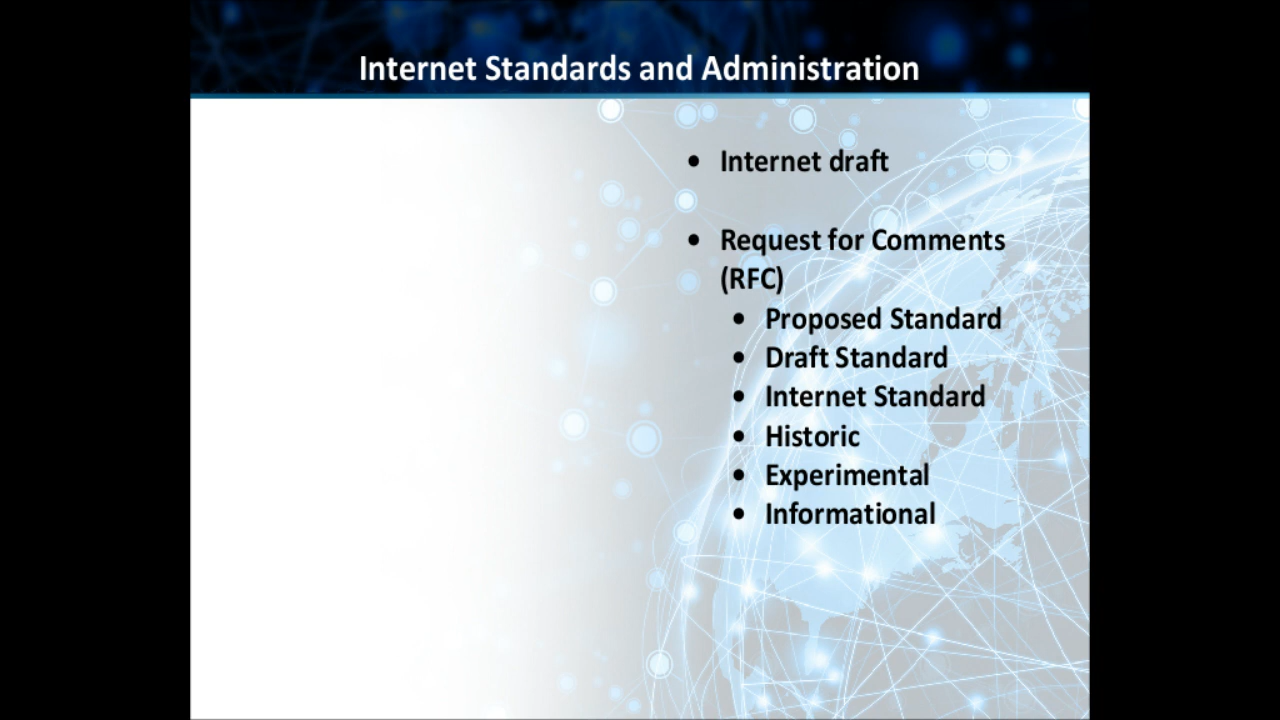 Internet Standards and Administration
• Internet draft
• Request for Comments
(RFC)
• Proposed Standard
• Draft Standard
• Internet Standard
• Historic
• Experimental
• Informational